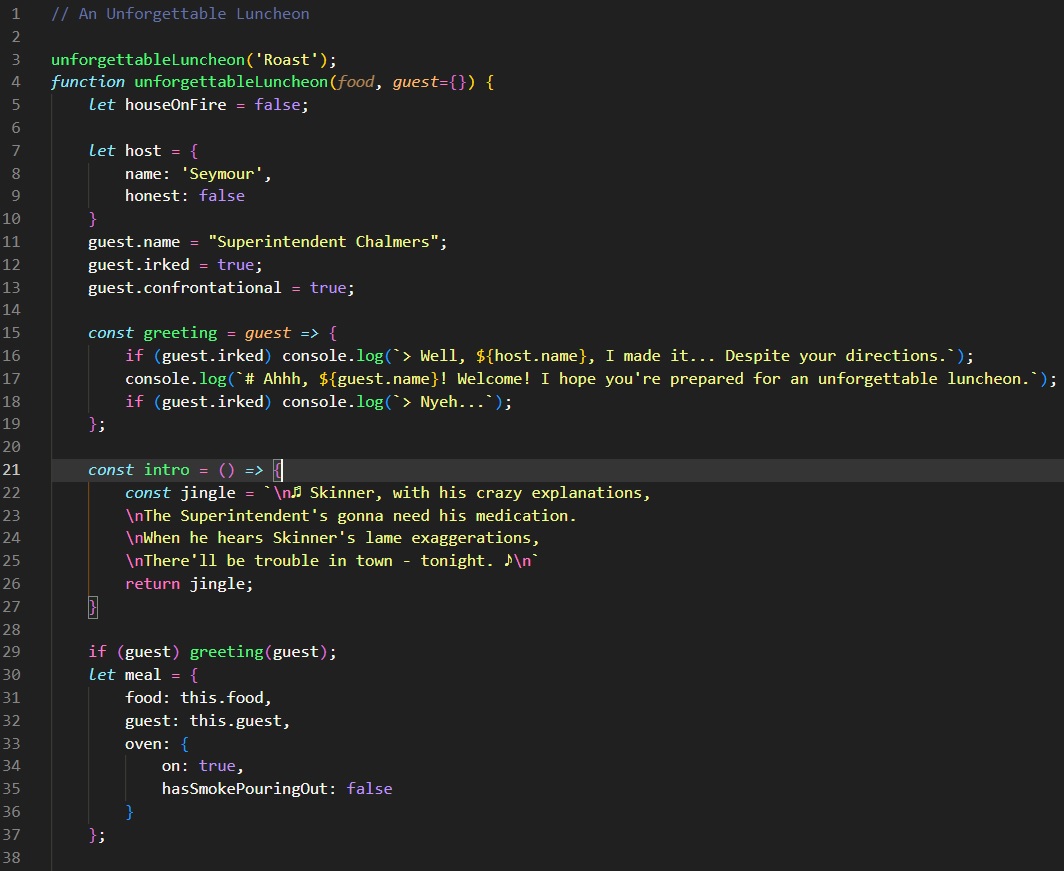 1 // An Unforgettable Luncheon
2
3 unforgettableLuncheon('Roast');
4 function unforgettableLuncheon(food, guest={}) {
5     let houseOnFire = false;
6
7     let host = {
8         name: 'Seymour',
9         honest: false
10     }
11     guest.name = "Superintendent Chalmers";
12     guest.irked = true;
13     guest.confrontational = true;
14
15     const greeting = guest => {
16         if (guest.irked) console.log(`> Well, ${host.name}, I made it... Despite your directions.`);
17         console.log(`# Ahhh, ${guest.name}! Welcome! I hope you're prepared for an unforgettable luncheon.`);
18         if (guest.irked) console.log(`> Nyeh...`);
19     };
20
21     const intro = () => {
22         const jingle = `\n♬ Skinner, with his crazy explanations,
23         \nThe Superintendent's gonna need his medication.
24         \nWhen he hears Skinner's lame exaggerations,
25         \nThere'll be trouble in town - tonight. ♪\n`
26         return jingle;
27     }
28
29     if (guest) greeting(guest);
30     let meal = {
31         food: this.food,
32         guest: this.guest,
33         oven: {
34             on: true,
35             hasSmokePouringOut: false
36         }
37     };
38